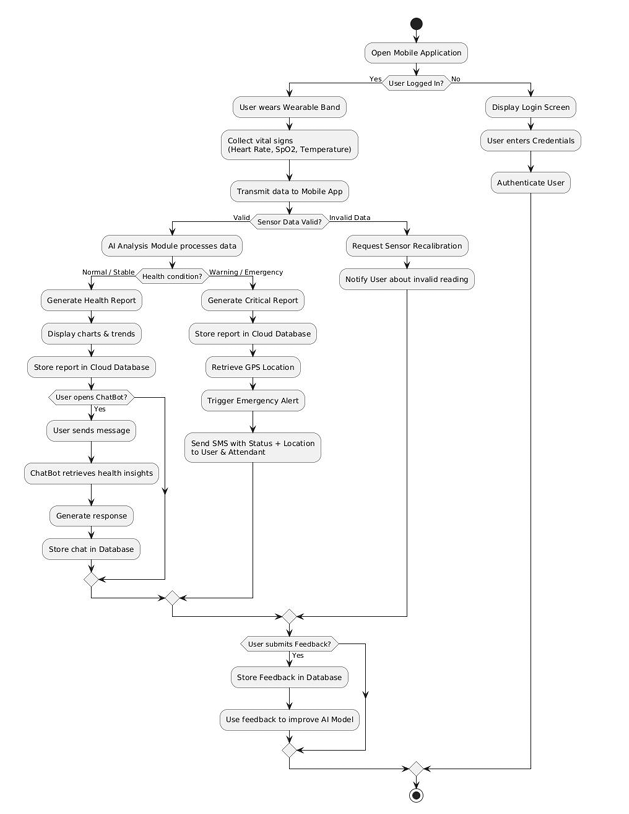 Open Mobile Application
User Logged In?
Yes
No
User wears Wearable Band
Collect vital signs
(Heart Rate, SpO2, Temperature)
Transmit data to Mobile App
Sensor Data Valid?
Valid
Invalid Data
AI Analysis Module processes data
Health condition?
Normal / Stable
Warning / Emergency
Generate Health Report
Display charts & trends
Store report in Cloud Database
User opens ChatBot?
Yes
User sends message
ChatBot retrieves health insights
Generate response
Store chat in Database
Generate Critical Report
Store report in Cloud Database
Retrieve GPS Location
Trigger Emergency Alert
Send SMS with Status + Location
to User & Attendant
Request Sensor Recalibration
Notify User about invalid reading
User submits Feedback?
Yes
Store Feedback in Database
Use feedback to improve AI Model
Display Login Screen
User enters Credentials
Authenticate User